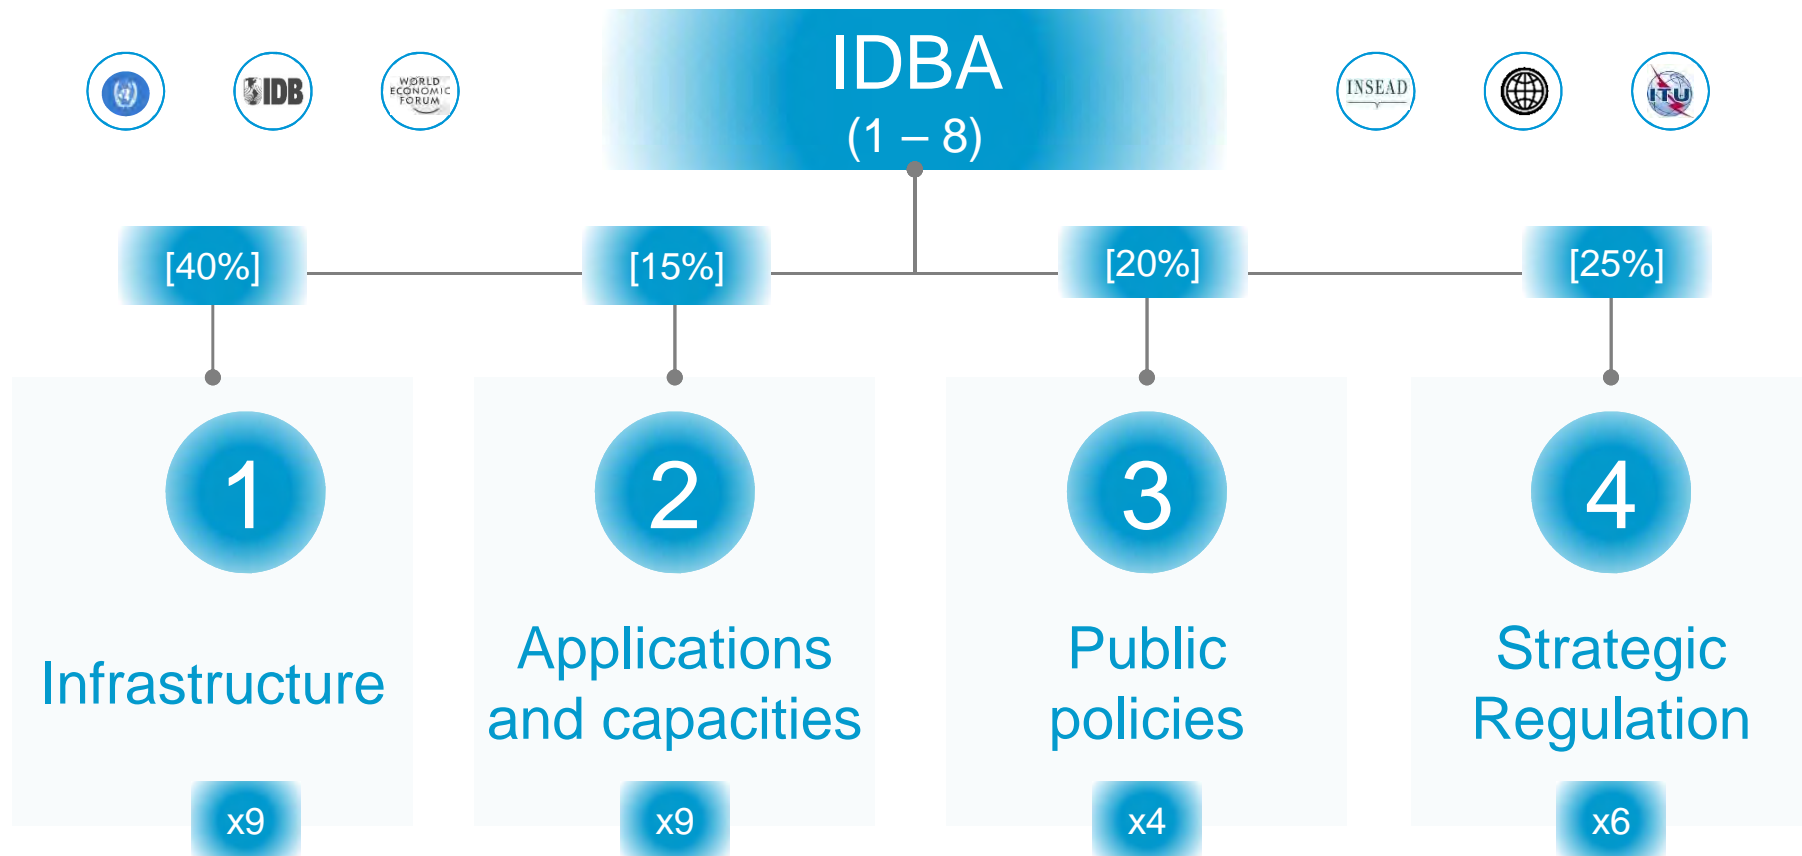 IDBA
(1 – 8)
IDB
WORLD
ECONOMIC
FORUM
INSEAD
ITU
[40%]
[15%]
[20%]
[25%]
1
2
3
4
Infrastructure
Applications
and capacities
Public
policies
Strategic
Regulation
x9
x9
x4
x6